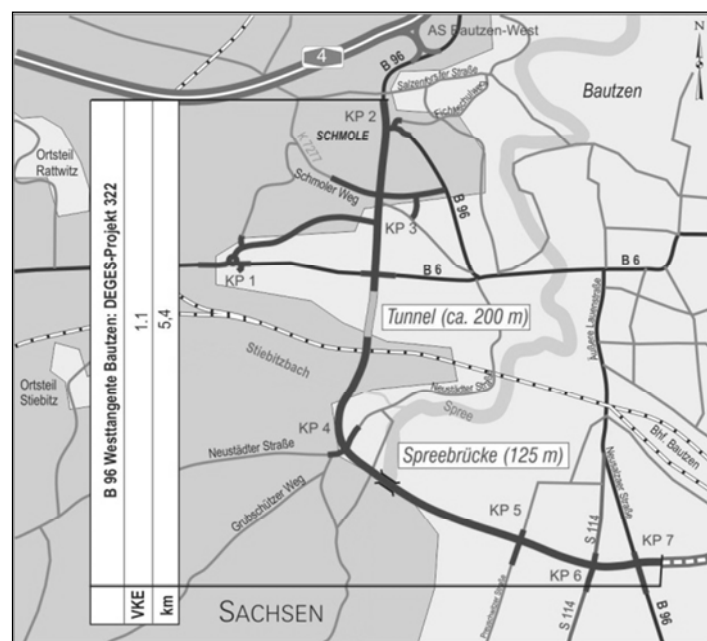 AS Bautzen-West
N
4
B 96
Salzenforster Straße
Bautzen
KP 2
SCHMOLE
K 7277
Ortsteil
Rattwitz
Schmoler Weg
B 96
KP 3
KP 1
B 6
B 6
Tunnel (ca. 200 m)
Äußere Lauenstraße
Stiebitzbach
Ortsteil
Stiebitz
Neustädter Straße
Spree
Bhf. Bautzen
KP 4
Neustädter Straße
Spreebrücke (125 m)
Grubschützer Weg
Neusalzaer Straße
KP 5
S 114
KP 7
KP 6
S 114
B 96
B 96 Westtangente Bautzen: DEGES-Projekt 322
VKE 1.1
km 5,4
SACHSEN